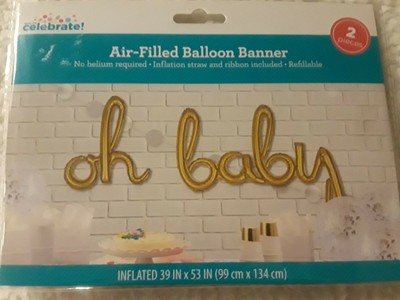 celebrate!
Air-Filled Balloon Banner
No helium required • Inflation straw and ribbon included • Refillable
2
oh baby
INFLATED 39 IN x 53 IN (99 cm x 134 cm)